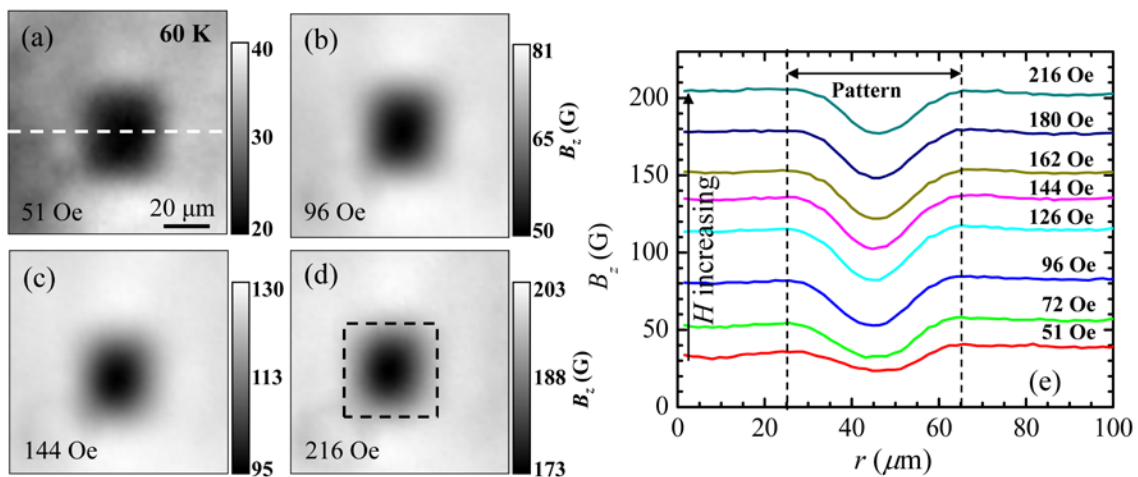 (a) 60 K
51 Oe
20 μm
40
30
20
(b)
96 Oe
81
65
50
B_z (G)
(c)
144 Oe
130
113
95
(d)
216 Oe
203
188
173
B_z (G)
216 Oe
Pattern
180 Oe
162 Oe
144 Oe
126 Oe
96 Oe
72 Oe
51 Oe
(e)
H increasing
B_z (G)
200
150
100
50
0
0 20 40 60 80 100
r (μm)